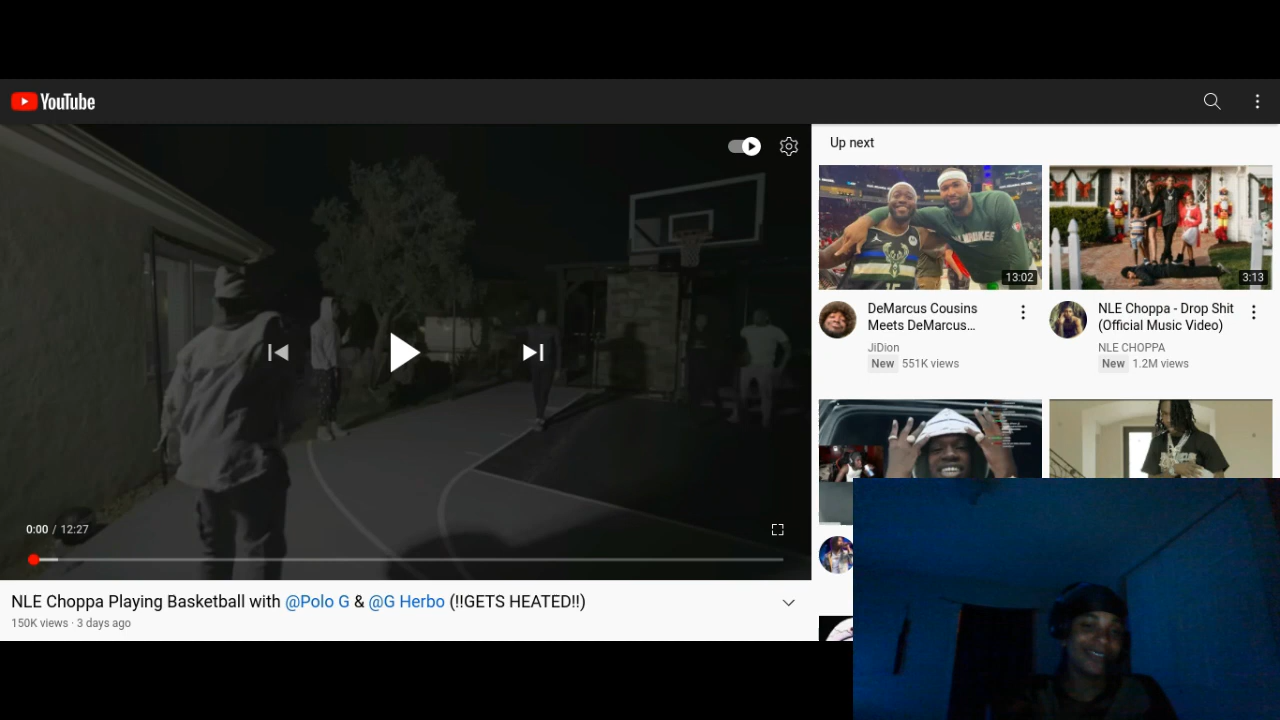 YouTube
0:00 / 12:27
NLE Choppa Playing Basketball with @Polo G & @G Herbo (!!GETS HEATED!!)
150K views · 3 days ago
Up next
13:02
DeMarcus Cousins
Meets DeMarcus...
JiDion
New 551K views
3:13
NLE Choppa - Drop Shit
(Official Music Video)
NLE CHOPPA
New 1.2M views